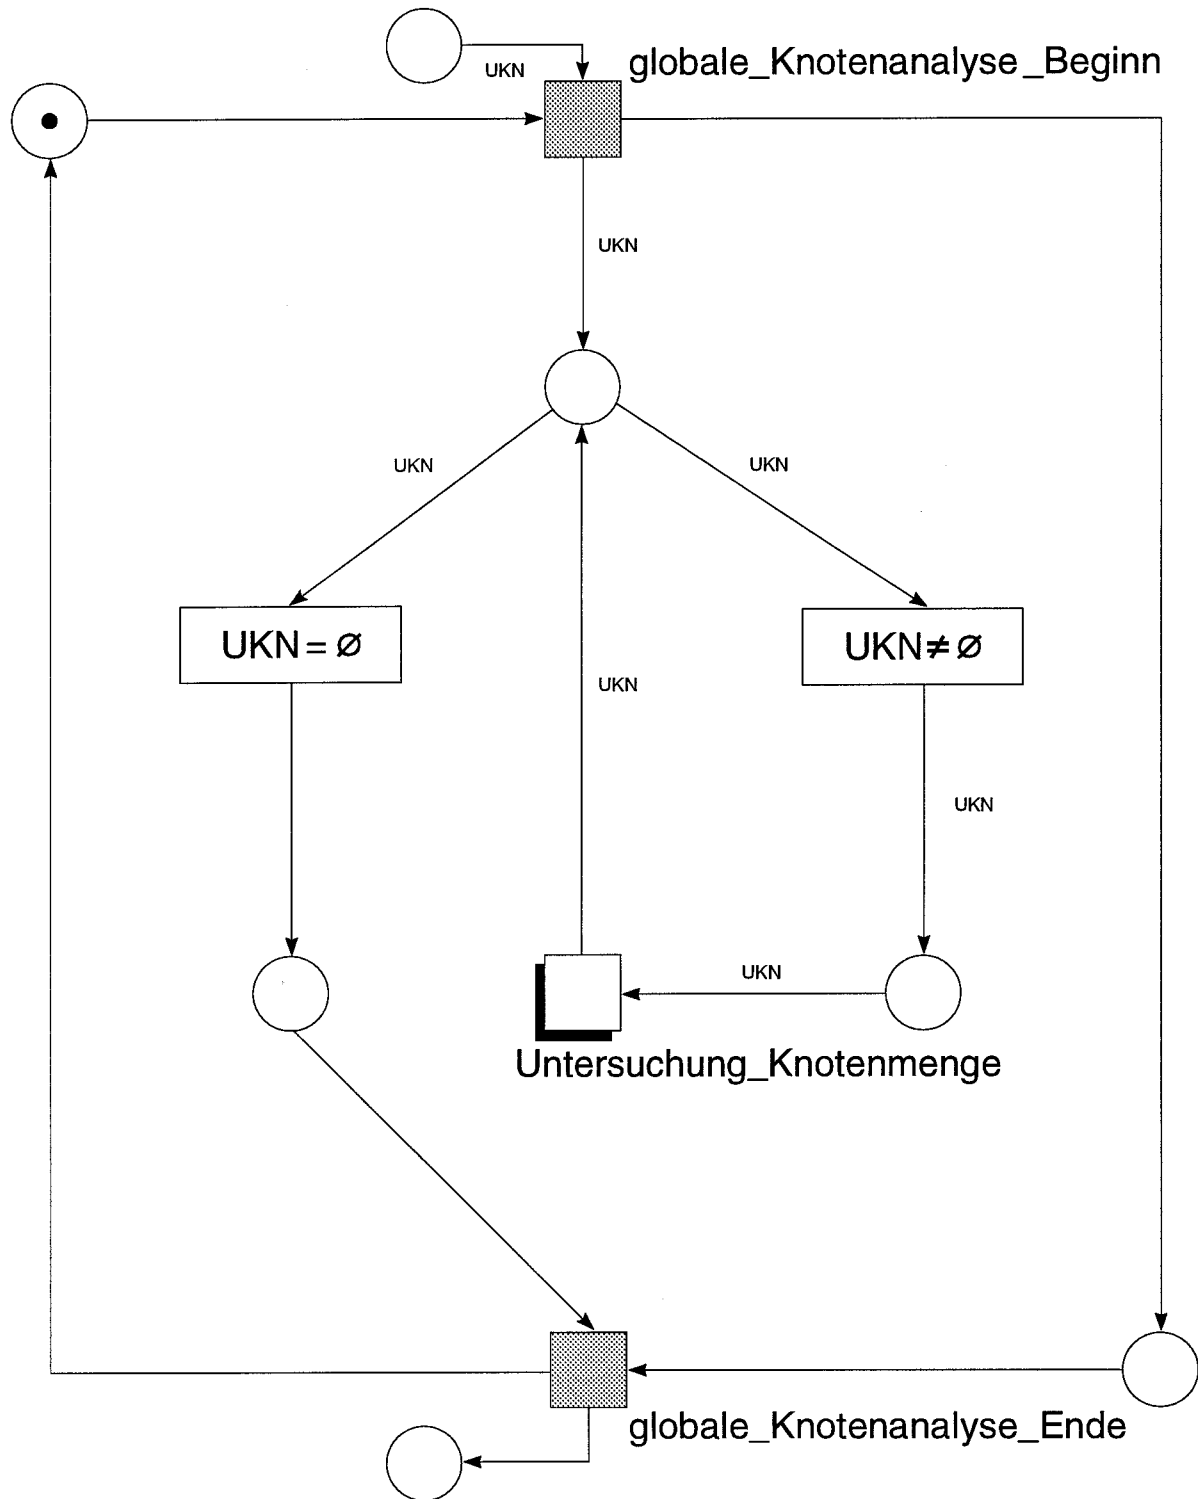 globale_Knotenanalyse_Beginn
UKN
UKN
UKN
UKN
UKN = ∅
UKN ≠ ∅
UKN
UKN
UKN
Untersuchung_Knotenmenge
globale_Knotenanalyse_Ende